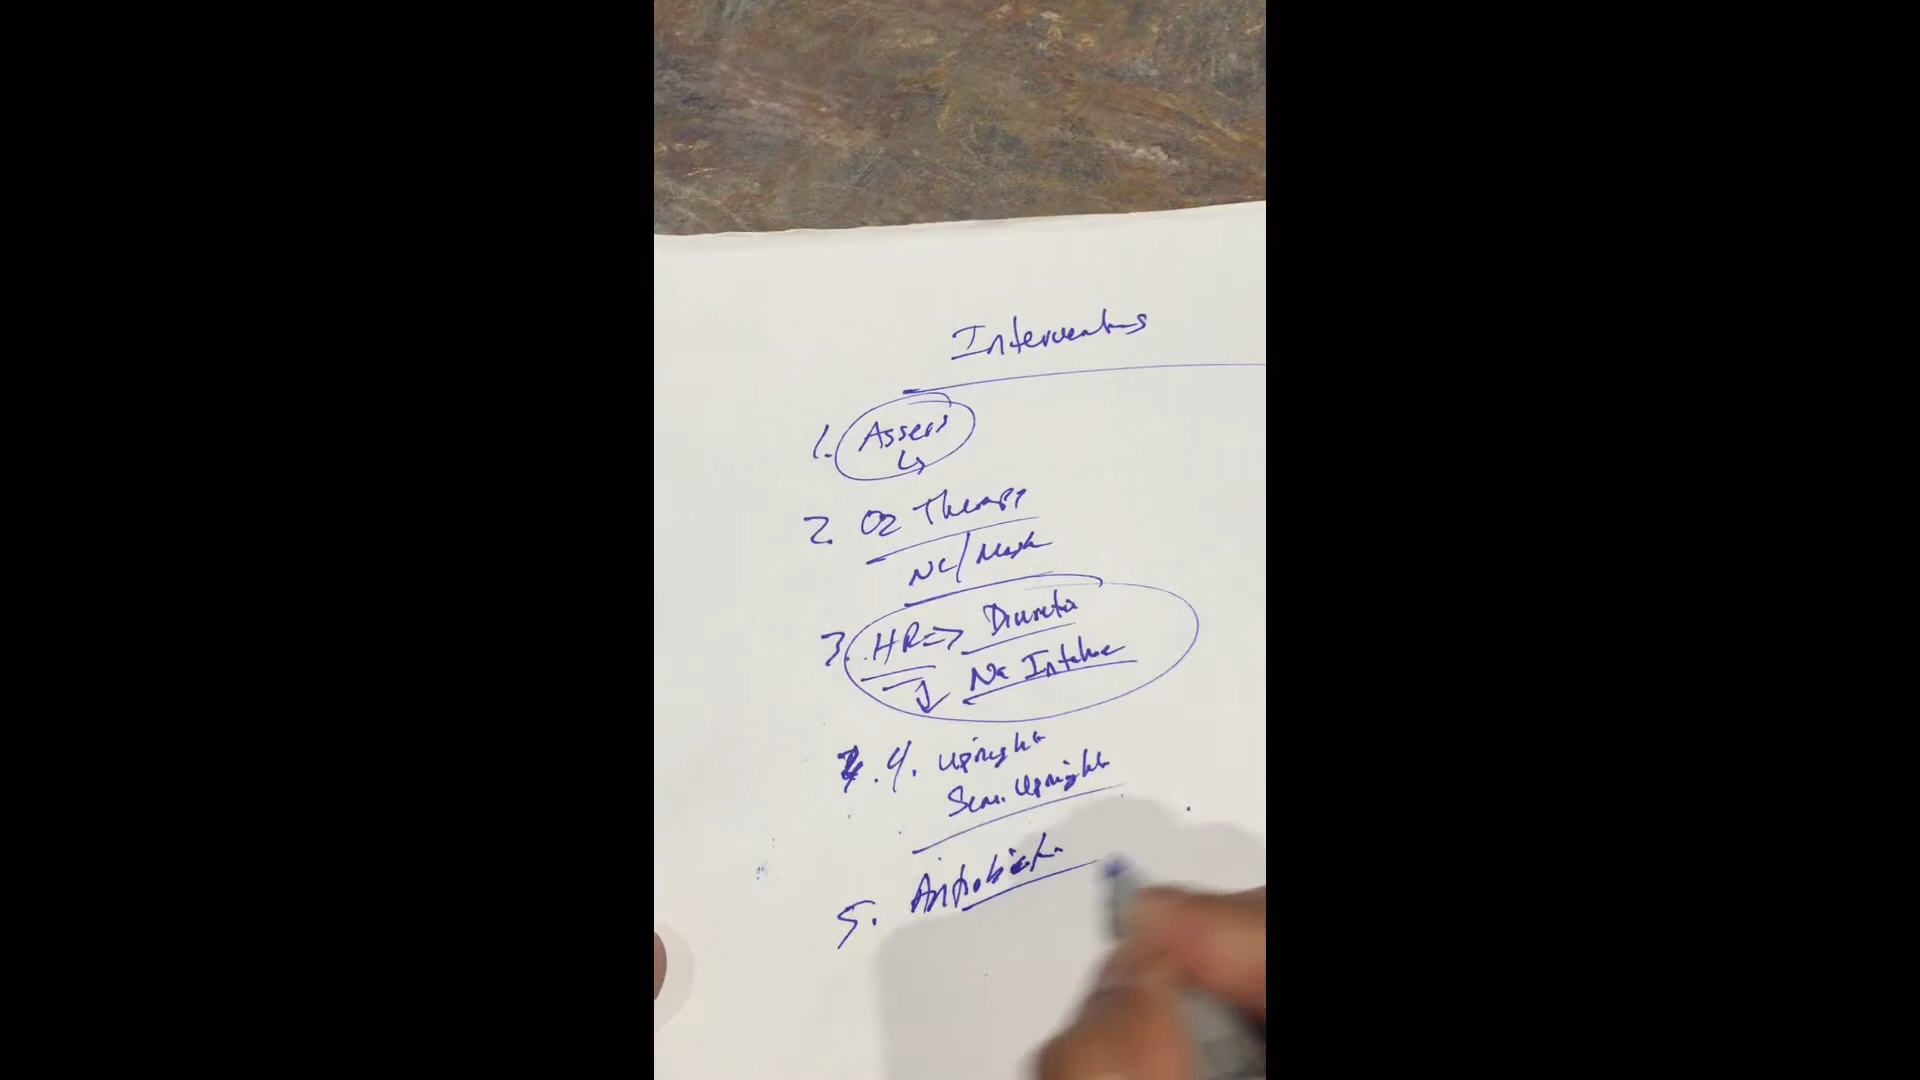 Interventions
1. Assess
↳
2. O2 Therapy
NC/Mask
3. HR => Diuretic
↓ Na Intake
4. Upright
Semi Upright
5. Antibiotic